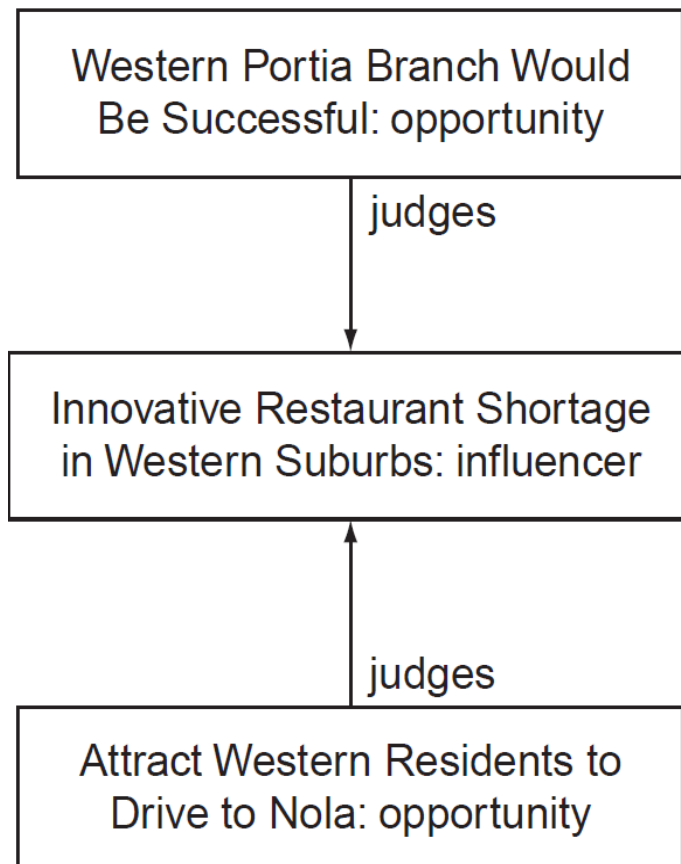 Western Portia Branch Would
Be Successful: opportunity
judges
Innovative Restaurant Shortage
in Western Suburbs: influencer
judges
Attract Western Residents to
Drive to Nola: opportunity